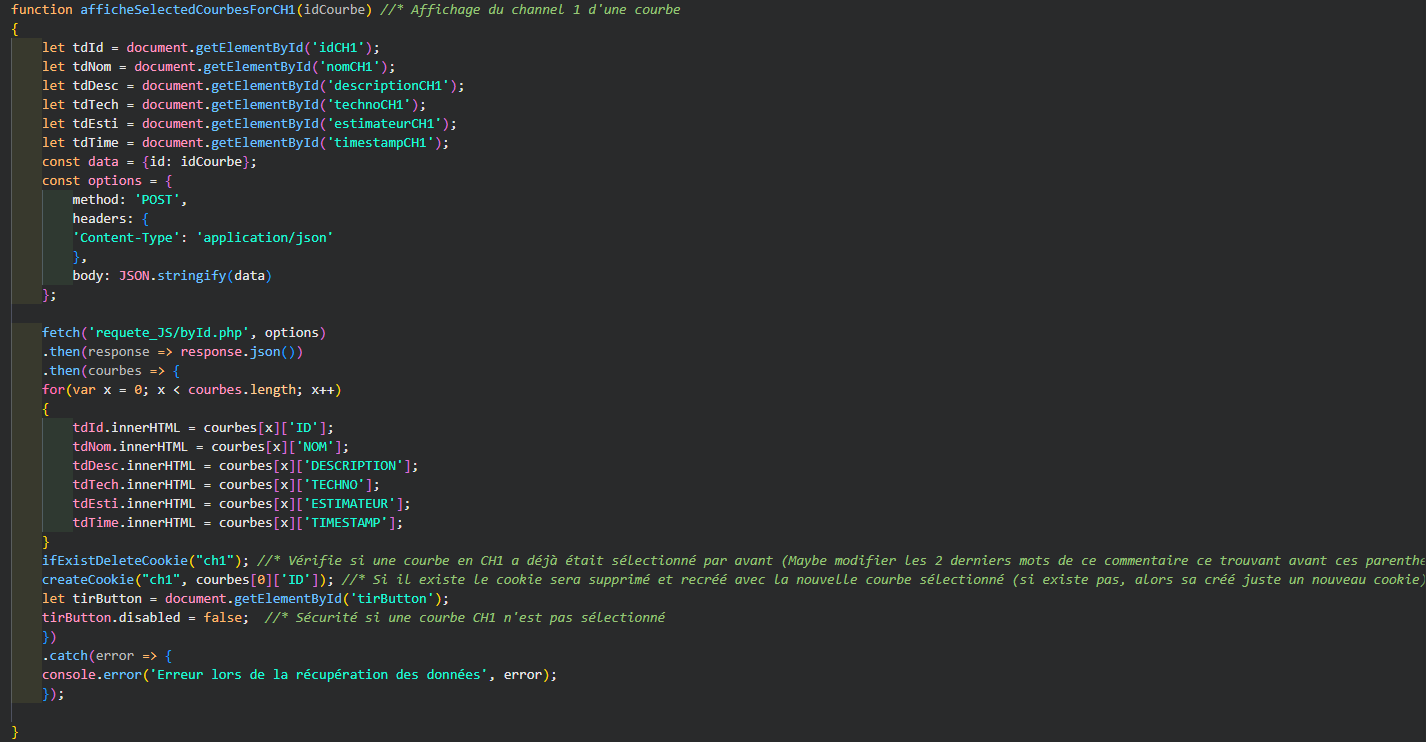 function afficheSelectedCourbesForCH1(idCourbe) //* Affichage du channel 1 d'une courbe
{
let tdId = document.getElementById('idCH1');
let tdNom = document.getElementById('nomCH1');
let tdDesc = document.getElementById('descriptionCH1');
let tdTech = document.getElementById('technoCH1');
let tdEsti = document.getElementById('estimateurCH1');
let tdTime = document.getElementById('timestampCH1');
const data = {id: idCourbe};
const options = {
method: 'POST',
headers: {
'Content-Type': 'application/json'
},
body: JSON.stringify(data)
};
fetch('requete_JS/byId.php', options)
.then(response => response.json())
.then(courbes => {
for(var x = 0; x < courbes.length; x++)
{
tdId.innerHTML = courbes[x]['ID'];
tdNom.innerHTML = courbes[x]['NOM'];
tdDesc.innerHTML = courbes[x]['DESCRIPTION'];
tdTech.innerHTML = courbes[x]['TECHNO'];
tdEsti.innerHTML = courbes[x]['ESTIMATEUR'];
tdTime.innerHTML = courbes[x]['TIMESTAMP'];
}
ifExistDeleteCookie("ch1"); //* Vérifie si une courbe en CH1 a déjà était sélectionné par avant (Maybe modifier les 2 derniers mots de ce commentaire ce trouvant avant ces parenthe
createCookie("ch1", courbes[0]['ID']); //* Si il existe le cookie sera supprimé et recréé avec la nouvelle courbe sélectionné (si existe pas, alors sa créé juste un nouveau cookie)
let tirButton = document.getElementById('tirButton');
tirButton.disabled = false; //* Sécurité si une courbe CH1 n'est pas sélectionné
})
.catch(error => {
console.error('Erreur lors de la récupération des données', error);
});
}